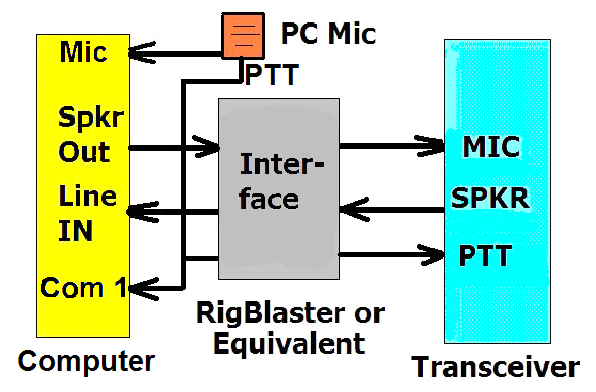 PC Mic
PTT
Mic
Spkr
Out
Line
IN
Com 1
Computer
Inter-
face
RigBlaster or
Equivalent
MIC
SPKR
PTT
Transceiver